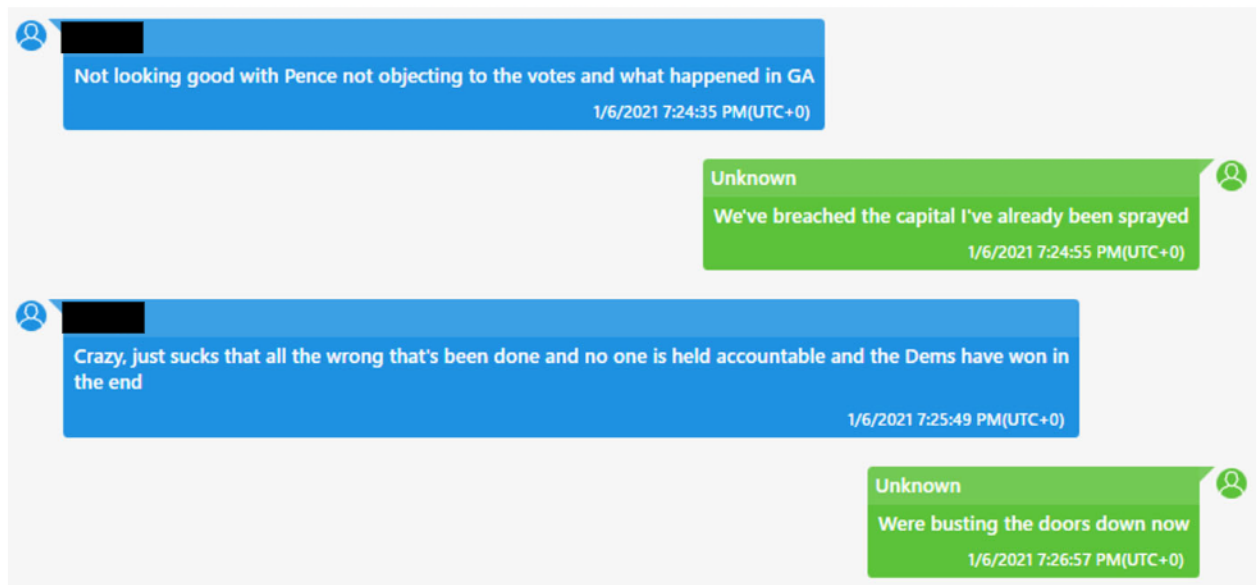 Not looking good with Pence not objecting to the votes and what happened in GA
1/6/2021 7:24:35 PM(UTC+0)
Unknown
We've breached the capital I've already been sprayed
1/6/2021 7:24:55 PM(UTC+0)
Crazy, just sucks that all the wrong that's been done and no one is held accountable and the Dems have won in
the end
1/6/2021 7:25:49 PM(UTC+0)
Unknown
Were busting the doors down now
1/6/2021 7:26:57 PM(UTC+0)